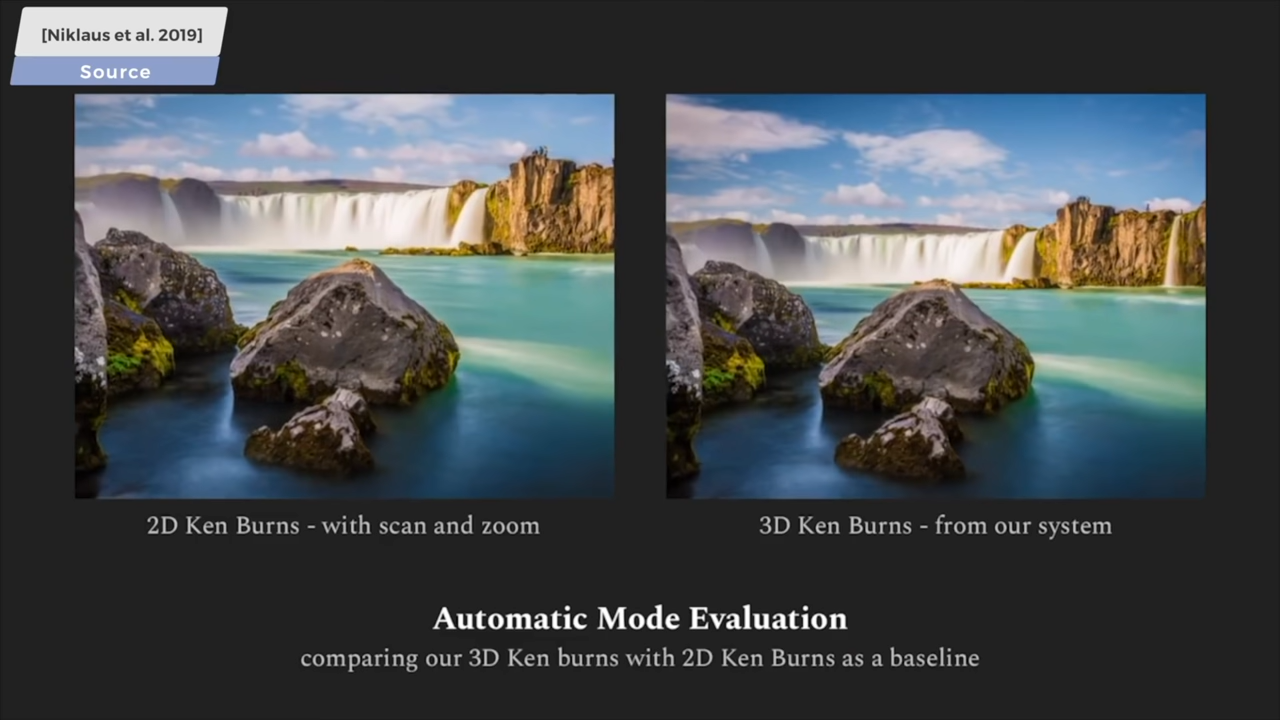 [Niklaus et al. 2019]
Source
2D Ken Burns - with scan and zoom
3D Ken Burns - from our system
Automatic Mode Evaluation
comparing our 3D Ken burns with 2D Ken Burns as a baseline